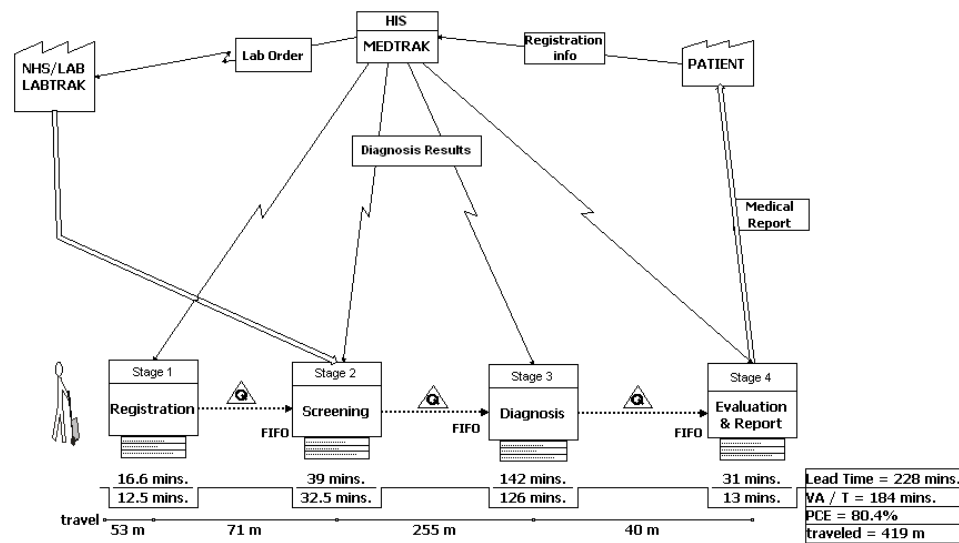 HIS
MEDTRAK
NHS/LAB
LABTRAK
Lab Order
Registration
info
PATIENT
Diagnosis Results
Medical
Report
Stage 1
Registration
Q
FIFO
Stage 2
Screening
Q
FIFO
Stage 3
Diagnosis
Q
FIFO
Stage 4
Evaluation
& Report
16.6 mins.
12.5 mins.
39 mins.
32.5 mins.
142 mins.
126 mins.
31 mins.
13 mins.
Lead Time = 228 mins.
VA / T = 184 mins.
PCE = 80.4%
traveled = 419 m
travel
53 m
71 m
255 m
40 m